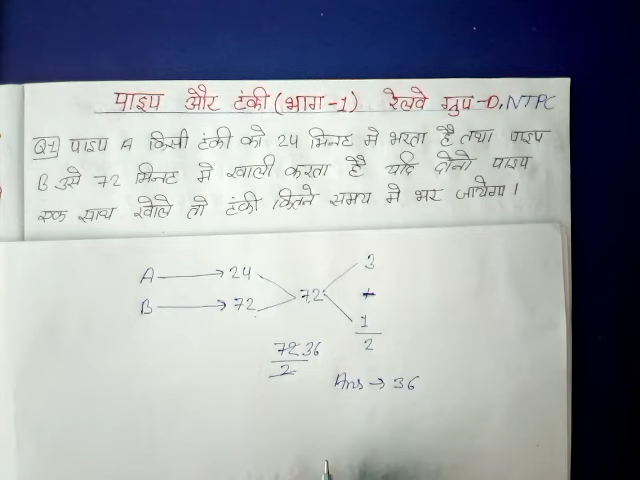 पाइप और टंकी (भाग-1) रेलवे ग्रुप-D, NTPC
Q-1 पाइप A किसी टंकी को 24 मिनट मे भरता है तथा पाइप
B उसे 72 मिनट मे खाली करता है यदि दोनो पाइप
एक साथ खोले तो टंकी कितने समय मे भर जायेगा।
A → 24
B → 72
72
3
+
1
2
72 36
2
Ans → 36